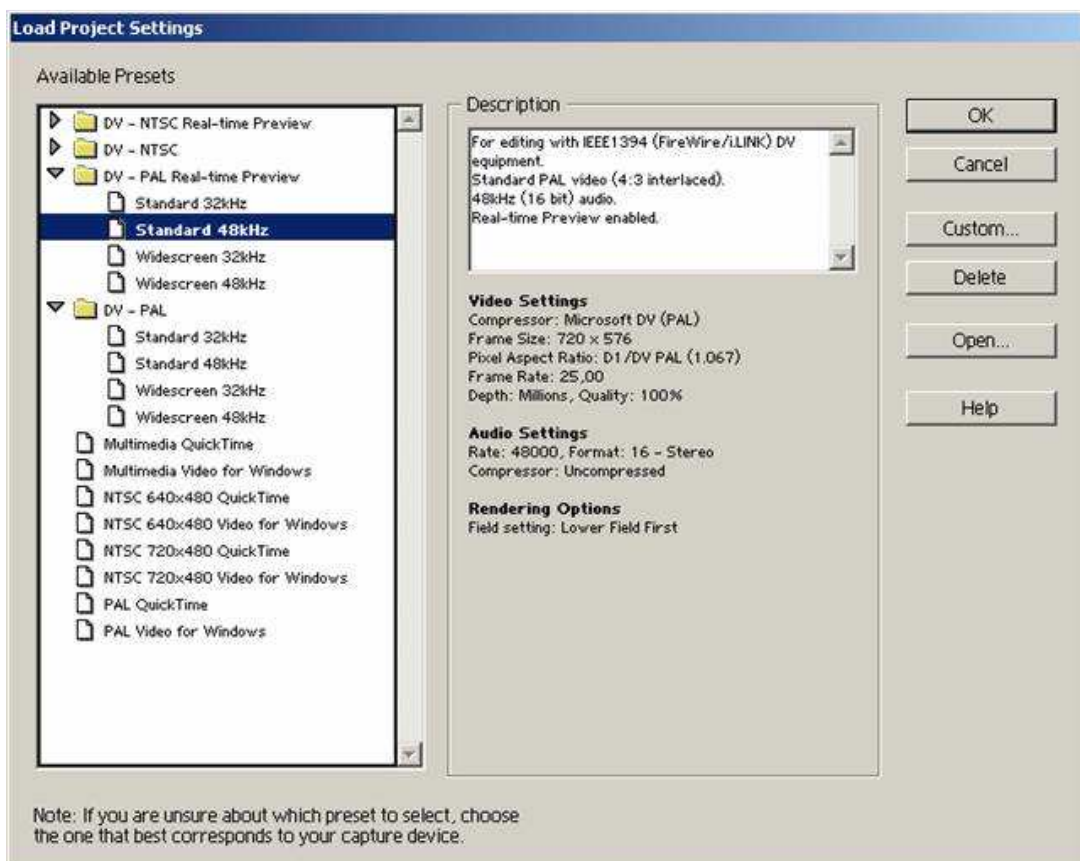 Load Project Settings
Available Presets
DV - NTSC Real-time Preview
DV - NTSC
DV - PAL Real-time Preview
Standard 32kHz
Standard 48kHz
Widescreen 32kHz
Widescreen 48kHz
DV - PAL
Standard 32kHz
Standard 48kHz
Widescreen 32kHz
Widescreen 48kHz
Multimedia QuickTime
Multimedia Video for Windows
NTSC 640x480 QuickTime
NTSC 640x480 Video for Windows
NTSC 720x480 QuickTime
NTSC 720x480 Video for Windows
PAL QuickTime
PAL Video for Windows
Description
For editing with IEEE1394 (FireWire/i.LINK) DV
equipment.
Standard PAL video (4:3 interlaced).
48kHz (16 bit) audio.
Real-time Preview enabled.
Video Settings
Compressor: Microsoft DV (PAL)
Frame Size: 720 x 576
Pixel Aspect Ratio: D1/DV PAL (1.067)
Frame Rate: 25,00
Depth: Millions, Quality: 100%
Audio Settings
Rate: 48000, Format: 16 - Stereo
Compressor: Uncompressed
Rendering Options
Field setting: Lower Field First
OK
Cancel
Custom...
Delete
Open...
Help
Note: If you are unsure about which preset to select, choose
the one that best corresponds to your capture device.